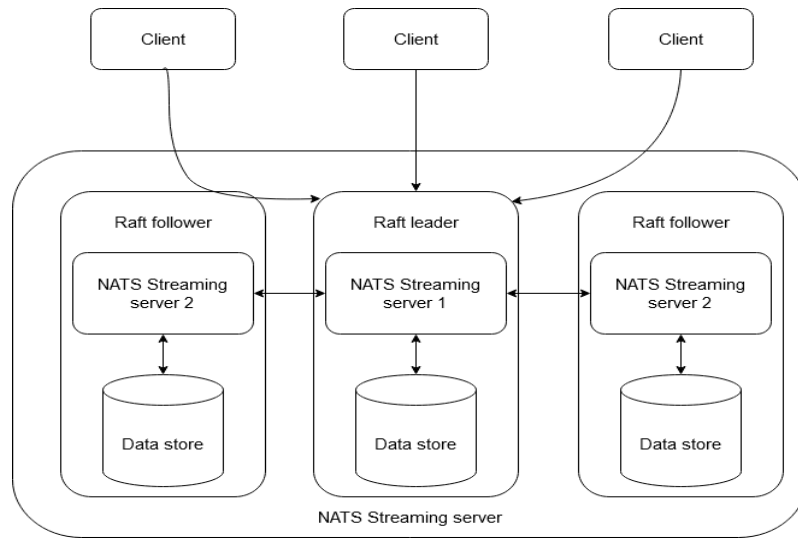 Client
Client
Client
Raft follower
Raft leader
Raft follower
NATS Streaming
server 2
NATS Streaming
server 1
NATS Streaming
server 2
Data store
Data store
Data store
NATS Streaming server